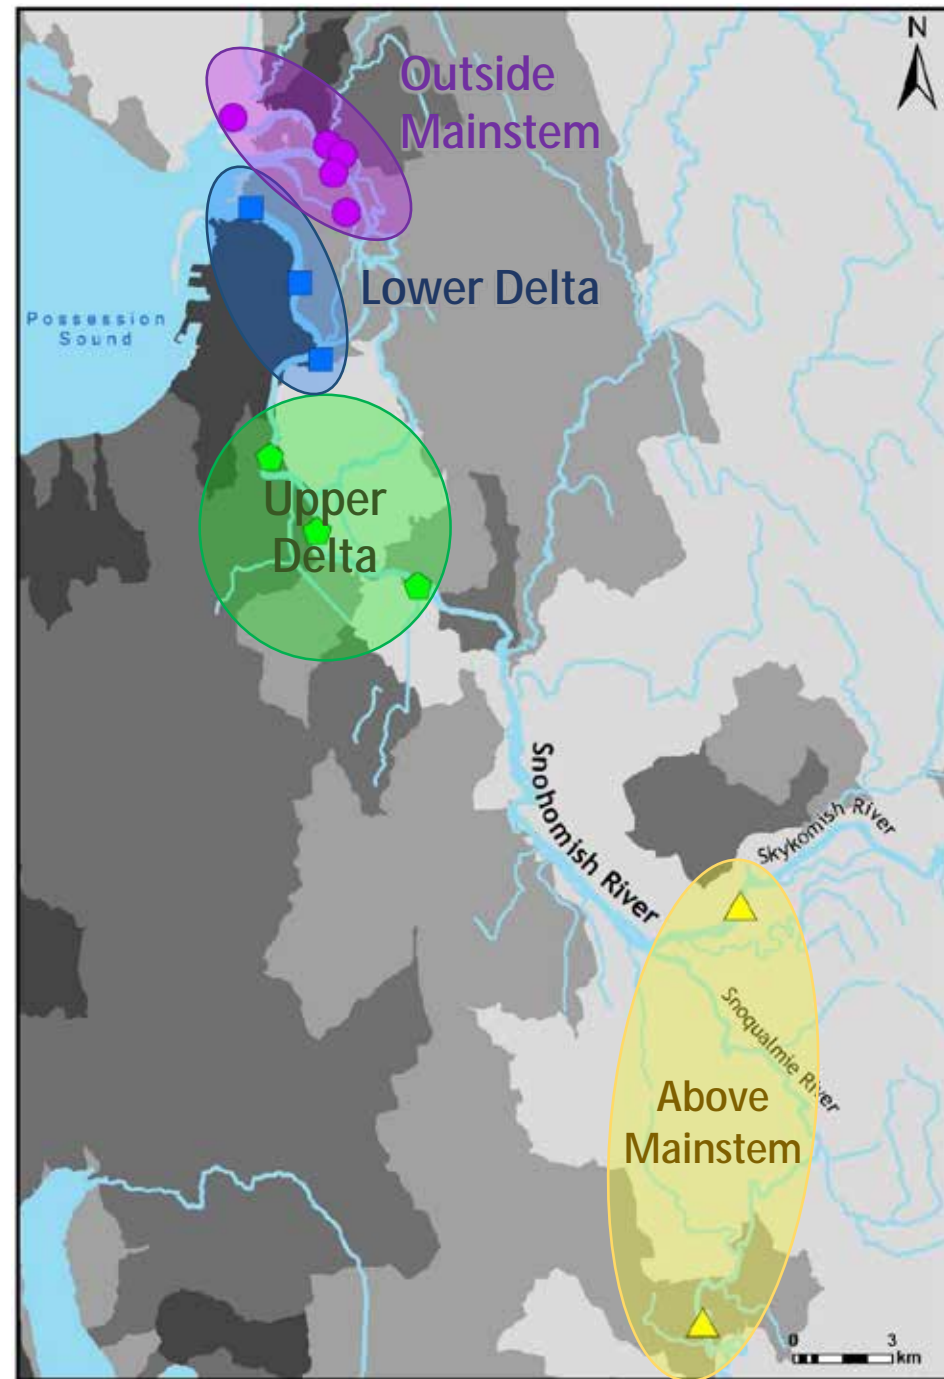 N
Outside
Mainstem
Lower Delta
Possession
Sound
Upper
Delta
Snohomish River
Skykomish River
Snoqualmie River
Above
Mainstem
0 3
km